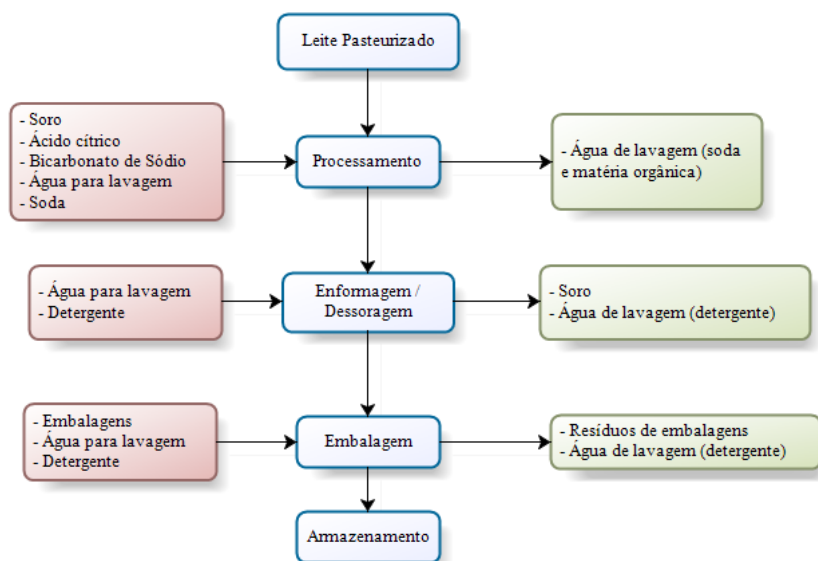 Leite Pasteurizado
- Soro
- Ácido cítrico
- Bicarbonato de Sódio
- Água para lavagem
- Soda
Processamento
- Água de lavagem (soda
e matéria orgânica)
- Água para lavagem
- Detergente
Enformagem /
Dessoragem
- Soro
- Água de lavagem (detergente)
- Embalagens
- Água para lavagem
- Detergente
Embalagem
- Resíduos de embalagens
- Água de lavagem (detergente)
Armazenamento